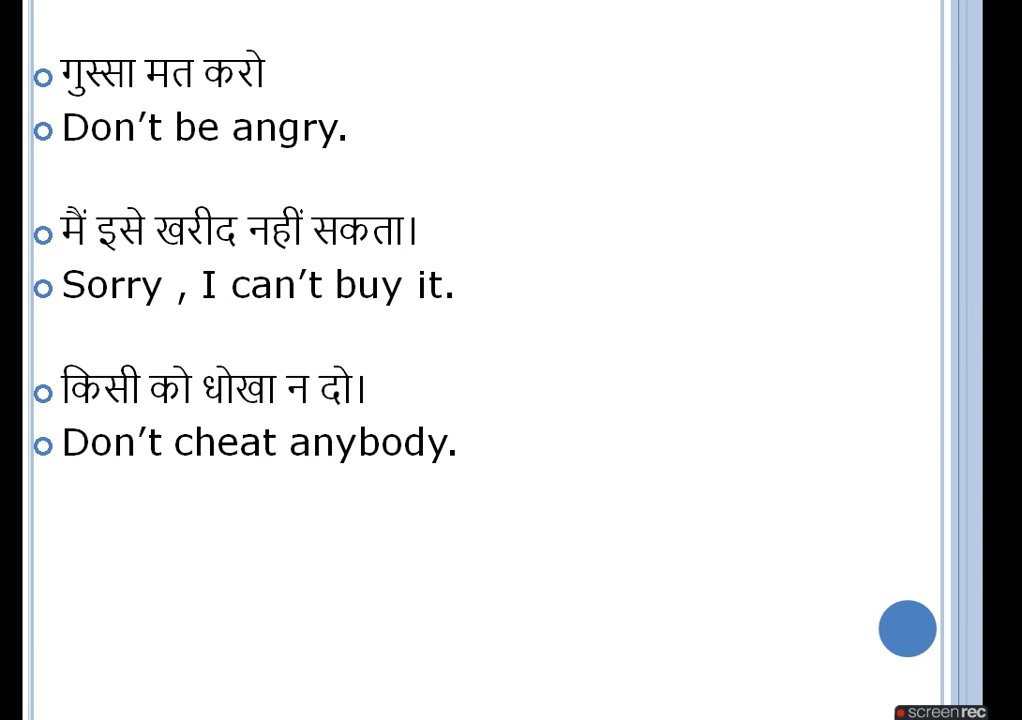 गुस्सा मत करो
Don’t be angry.
मैं इसे खरीद नहीं सकता।
Sorry , I can’t buy it.
किसी को धोखा न दो।
Don’t cheat anybody.
screenrec